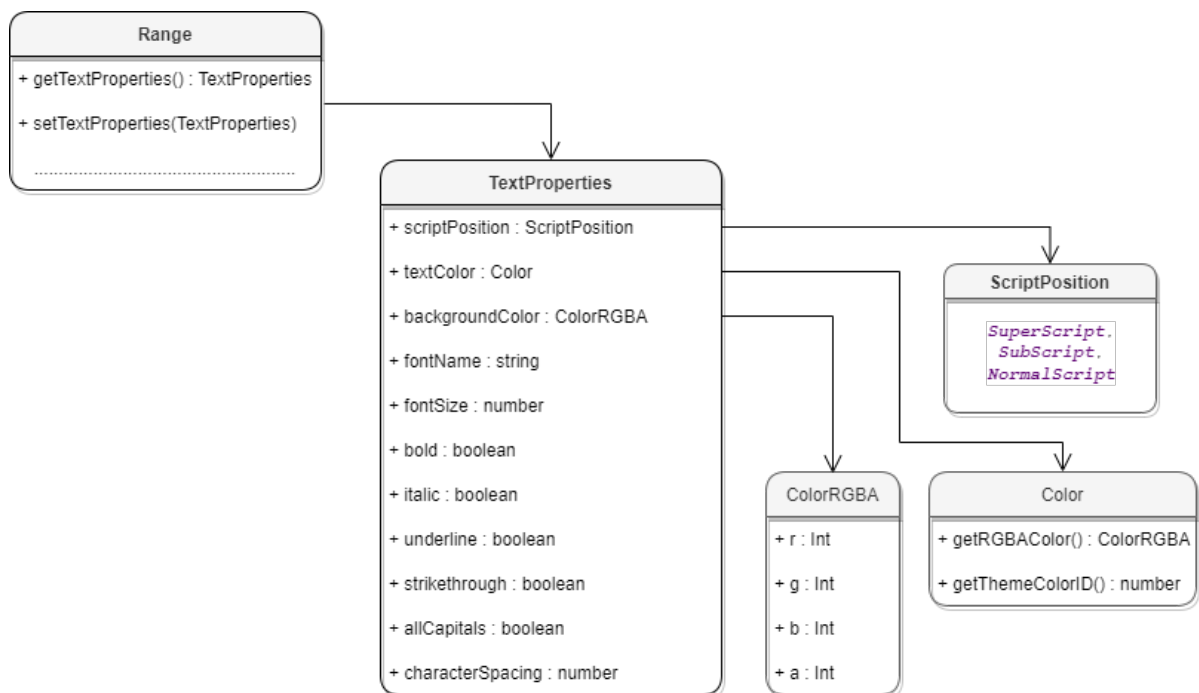 Range
+ getTextProperties() : TextProperties
+ setTextProperties(TextProperties)
TextProperties
+ scriptPosition : ScriptPosition
+ textColor : Color
+ backgroundColor : ColorRGBA
+ fontName : string
+ fontSize : number
+ bold : boolean
+ italic : boolean
+ underline : boolean
+ strikethrough : boolean
+ allCapitals : boolean
+ characterSpacing : number
ScriptPosition
SuperScript,
SubScript,
NormalScript
ColorRGBA
+ r : Int
+ g : Int
+ b : Int
+ a : Int
Color
+ getRGBAColor() : ColorRGBA
+ getThemeColorID() : number